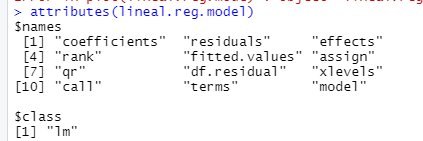 > attributes(lineal.reg.model)
$names
[1] "coefficients" "residuals" "effects"
[4] "rank" "fitted.values" "assign"
[7] "qr" "df.residual" "xlevels"
[10] "call" "terms" "model"
$class
[1] "lm"